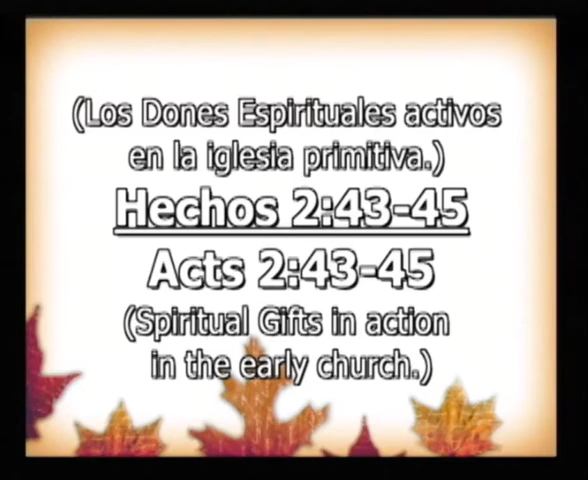 (Los Dones Espirituales activos
en la iglesia primitiva.)
Hechos 2:43-45
Acts 2:43-45
(Spiritual Gifts in action
in the early church.)